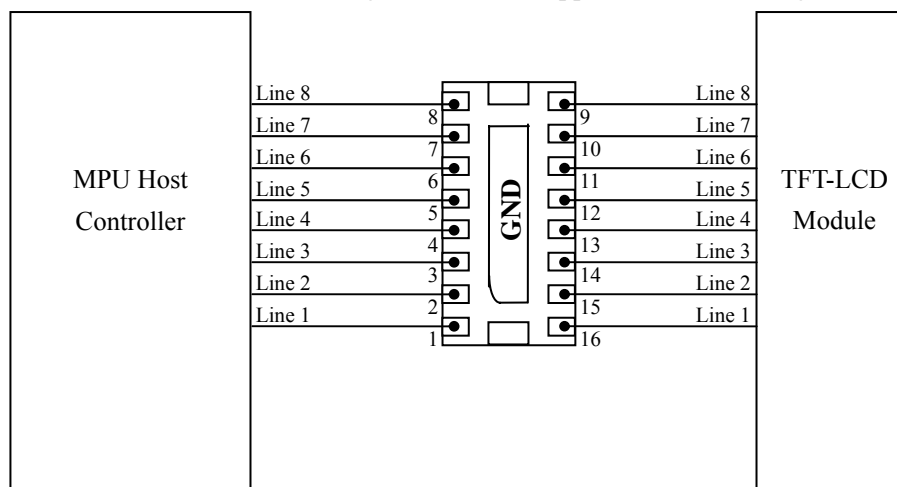 MPU Host
Controller
Line 8
Line 7
Line 6
Line 5
Line 4
Line 3
Line 2
Line 1
8
7
6
5
4
3
2
1
GND
9
10
11
12
13
14
15
16
Line 8
Line 7
Line 6
Line 5
Line 4
Line 3
Line 2
Line 1
TFT-LCD
Module